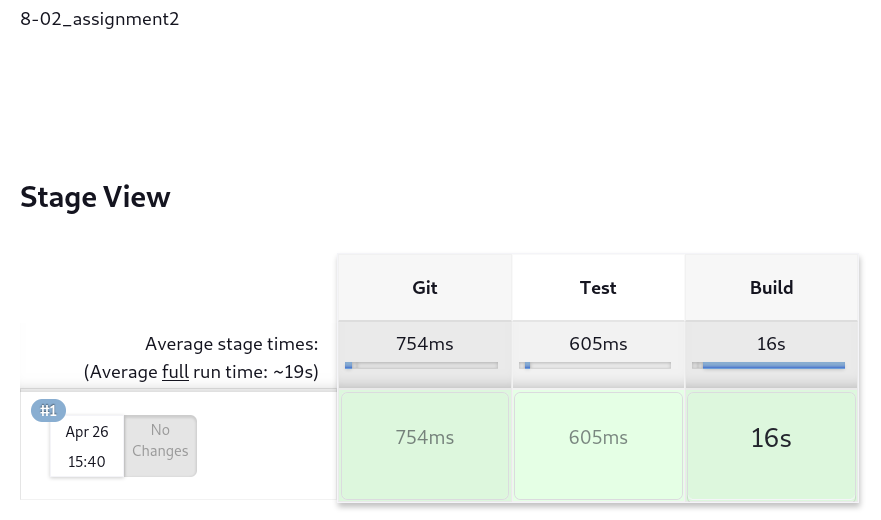 8-02_assignment2
Stage View
Git Test Build
Average stage times: 754ms 605ms 16s
(Average full run time: ~19s)
#1
Apr 26
15:40
No
Changes
754ms 605ms 16s